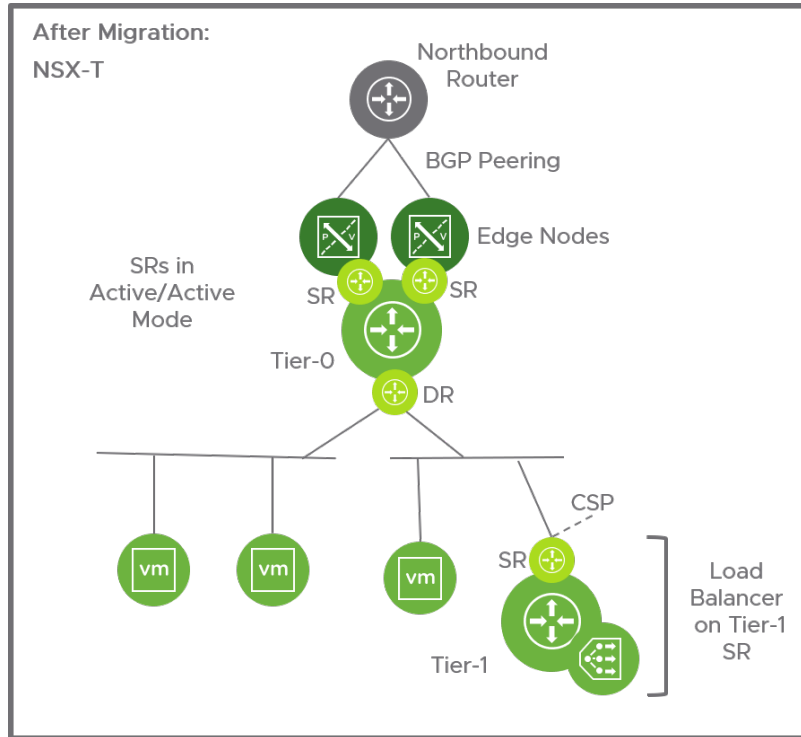 After Migration:
NSX-T
Northbound
Router
BGP Peering
P V
P V
Edge Nodes
SRs in
Active/Active
Mode
SR
SR
Tier-0
DR
CSP
vm
vm
vm
SR
Load
Balancer
on Tier-1
SR
Tier-1